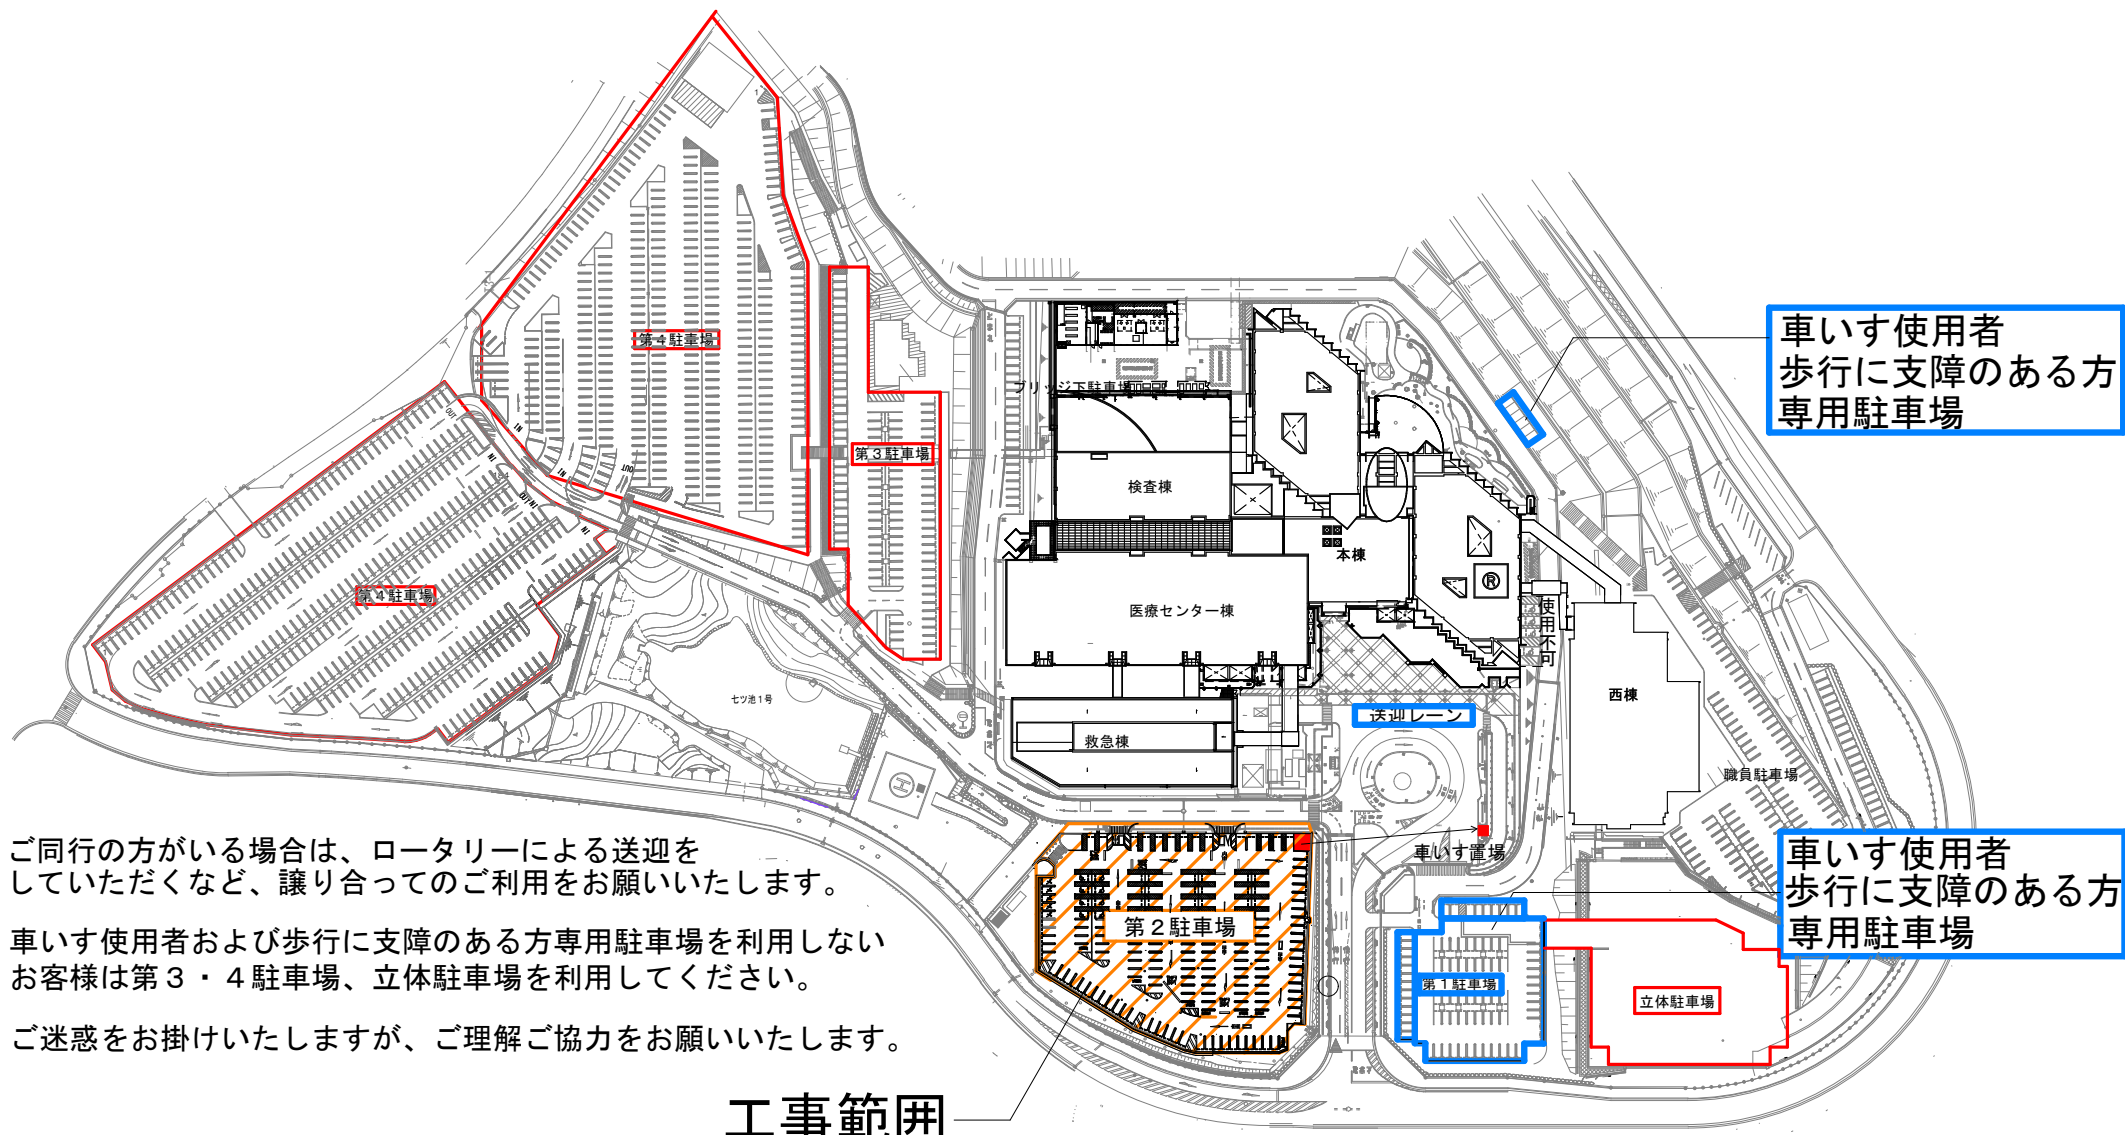 車いす使用者
歩行に支障のある方
専用駐車場
第4駐車場
第3駐車場
ブリッジ下駐車場
検査棟
本棟
医療センター棟
第4駐車場
使用不可
西棟
七ツ池1号
送迎レーン
救急棟
職員駐車場
車いす置場
車いす使用者
歩行に支障のある方
専用駐車場
第2駐車場
第1駐車場
立体駐車場
ご同行の方がいる場合は、ロータリーによる送迎を
していただくなど、譲り合ってのご利用をお願いいたします。
車いす使用者および歩行に支障のある方専用駐車場を利用しない
お客様は第3・4駐車場、立体駐車場を利用してください。
ご迷惑をお掛けいたしますが、ご理解ご協力をお願いいたします。
工事範囲
OUT
IN
IN
IN
OUT
OUT
IN
IN
H
R